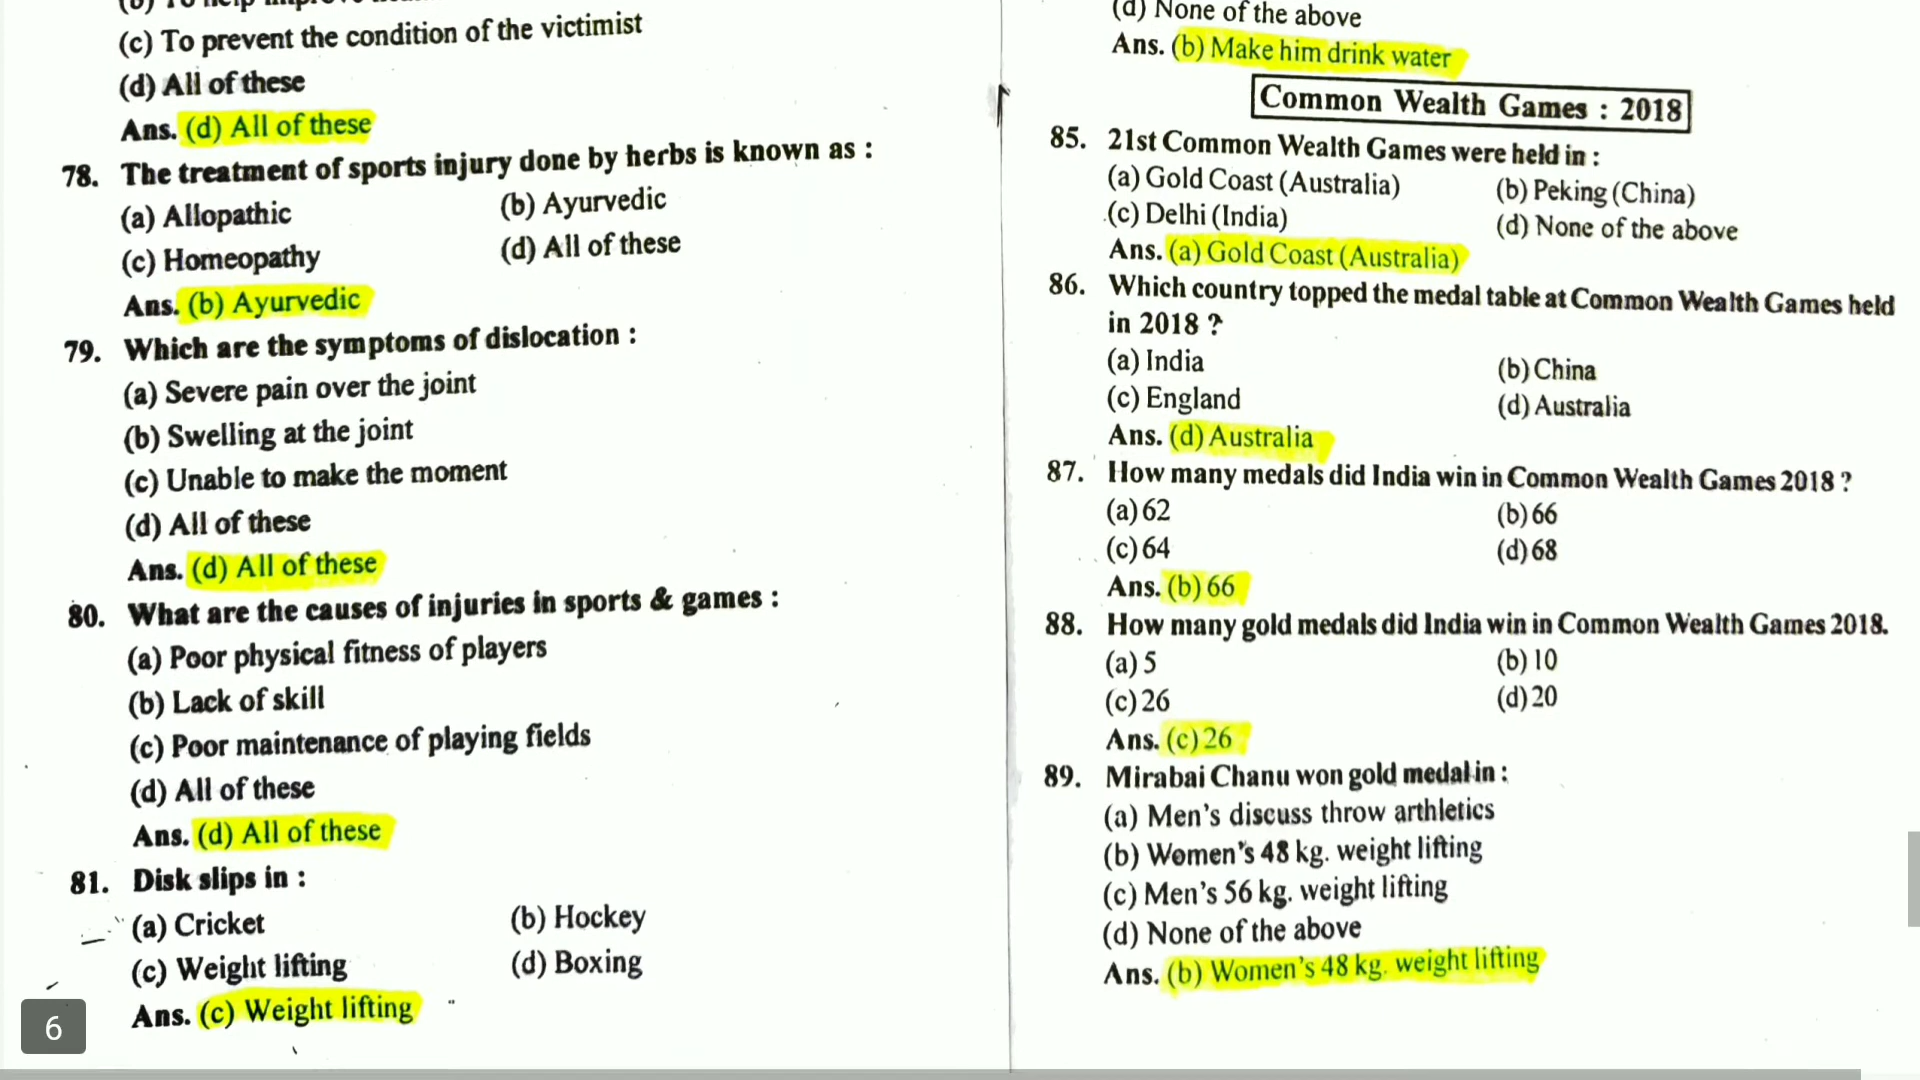 (c) To prevent the condition of the victimist
(d) All of these
Ans. (d) All of these
78. The treatment of sports injury done by herbs is known as :
(a) Allopathic
(b) Ayurvedic
(c) Homeopathy
(d) All of these
Ans. (b) Ayurvedic
79. Which are the symptoms of dislocation :
(a) Severe pain over the joint
(b) Swelling at the joint
(c) Unable to make the moment
(d) All of these
Ans. (d) All of these
80. What are the causes of injuries in sports & games :
(a) Poor physical fitness of players
(b) Lack of skill
(c) Poor maintenance of playing fields
(d) All of these
Ans. (d) All of these
81. Disk slips in :
(a) Cricket
(b) Hockey
(c) Weight lifting
(d) Boxing
Ans. (c) Weight lifting
6
(d) None of the above
Ans. (b) Make him drink water
Common Wealth Games : 2018
85. 21st Common Wealth Games were held in :
(a) Gold Coast (Australia)
(b) Peking (China)
(c) Delhi (India)
(d) None of the above
Ans. (a) Gold Coast (Australia)
86. Which country topped the medal table at Common Wealth Games held
in 2018 ?
(a) India
(b) China
(c) England
(d) Australia
Ans. (d) Australia
87. How many medals did India win in Common Wealth Games 2018 ?
(a) 62
(b) 66
(c) 64
(d) 68
Ans. (b) 66
88. How many gold medals did India win in Common Wealth Games 2018.
(a) 5
(b) 10
(c) 26
(d) 20
Ans. (c) 26
89. Mirabai Chanu won gold medal in :
(a) Men's discuss throw arthletics
(b) Women's 48 kg. weight lifting
(c) Men's 56 kg. weight lifting
(d) None of the above
Ans. (b) Women's 48 kg. weight lifting